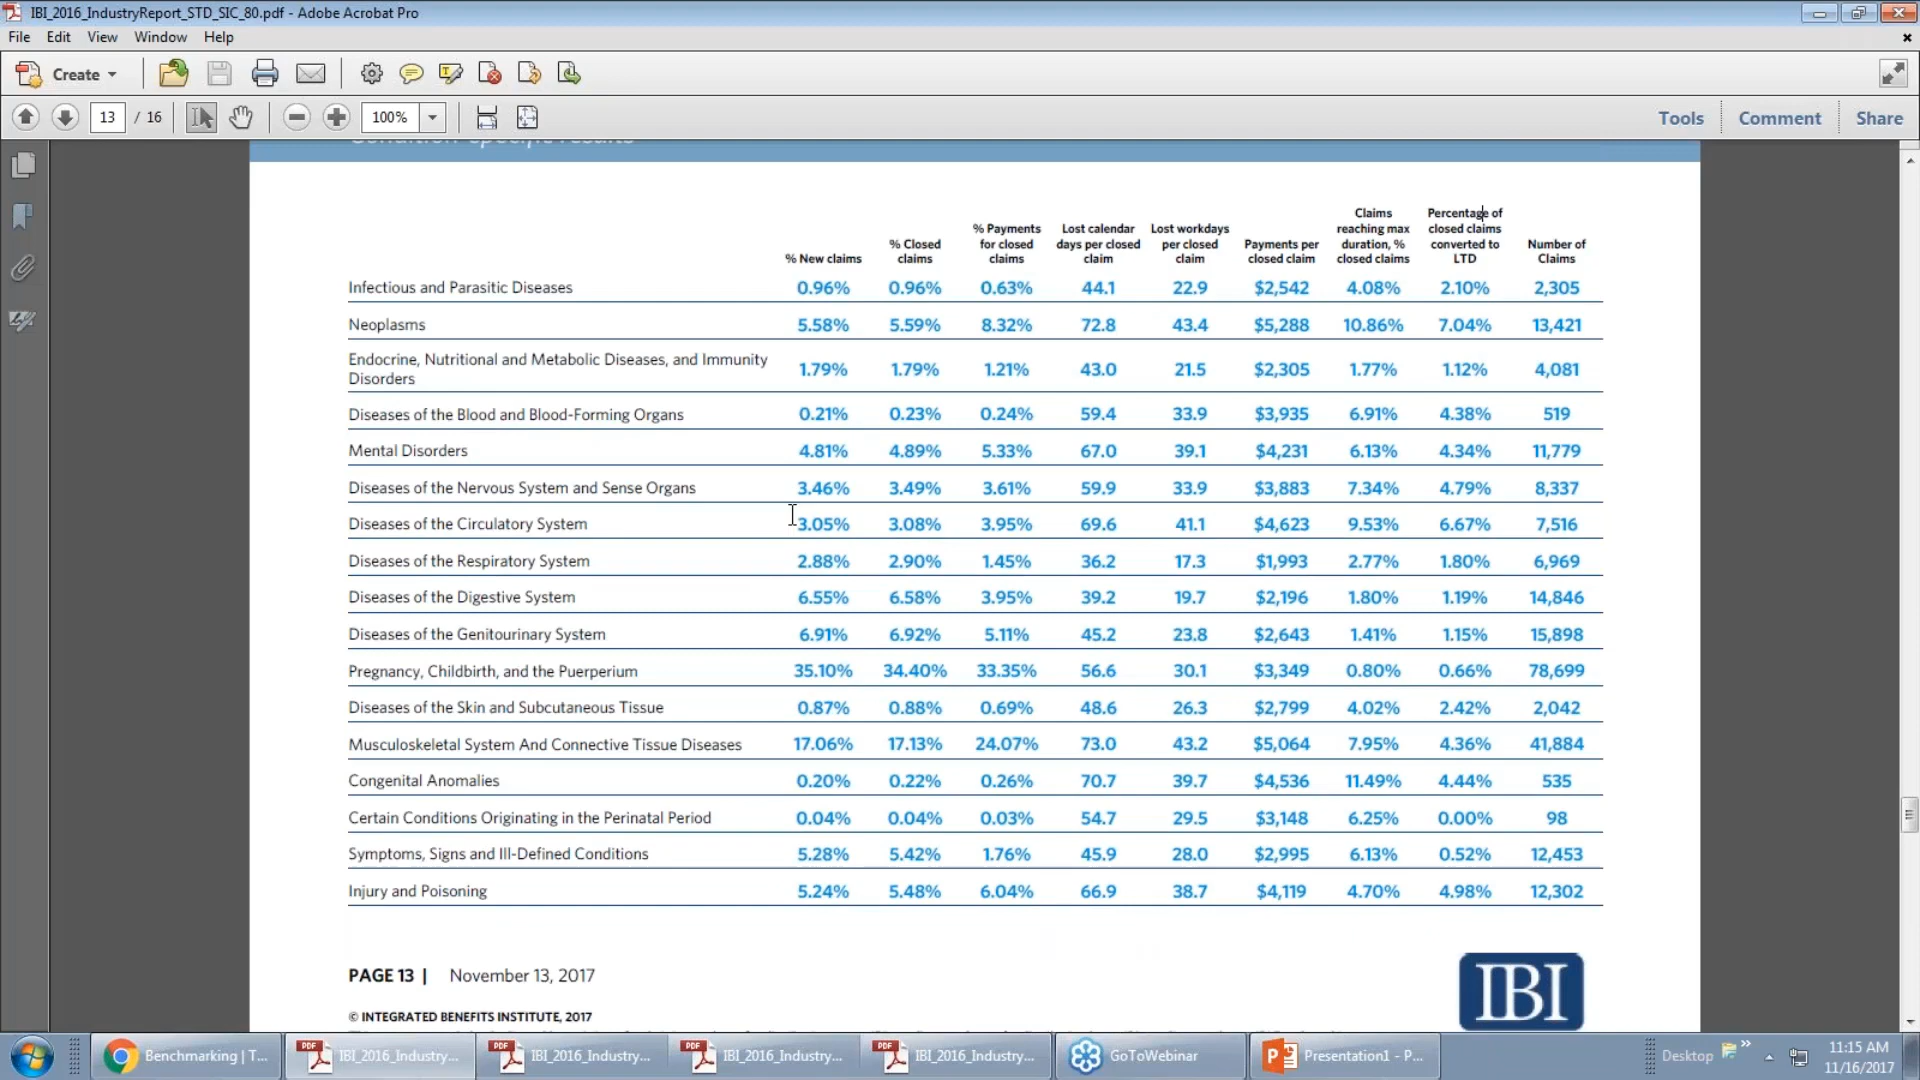 IBI_2016_IndustryReport_STD_SIC_80.pdf - Adobe Acrobat Pro
File Edit View Window Help
Create
13 / 16 100% Tools Comment Share
Condition-specific results
% New claims % Closed claims % Payments for closed claims Lost calendar days per closed claim Lost workdays per closed claim Payments per closed claim Claims reaching max duration, % closed claims Percentage of closed claims converted to LTD Number of Claims
Infectious and Parasitic Diseases 0.96% 0.96% 0.63% 44.1 22.9 $2,542 4.08% 2.10% 2,305
Neoplasms 5.58% 5.59% 8.32% 72.8 43.4 $5,288 10.86% 7.04% 13,421
Endocrine, Nutritional and Metabolic Diseases, and Immunity
Disorders 1.79% 1.79% 1.21% 43.0 21.5 $2,305 1.77% 1.12% 4,081
Diseases of the Blood and Blood-Forming Organs 0.21% 0.23% 0.24% 59.4 33.9 $3,935 6.91% 4.38% 519
Mental Disorders 4.81% 4.89% 5.33% 67.0 39.1 $4,231 6.13% 4.34% 11,779
Diseases of the Nervous System and Sense Organs 3.46% 3.49% 3.61% 59.9 33.9 $3,883 7.34% 4.79% 8,337
Diseases of the Circulatory System 3.05% 3.08% 3.95% 69.6 41.1 $4,623 9.53% 6.67% 7,516
Diseases of the Respiratory System 2.88% 2.90% 1.45% 36.2 17.3 $1,993 2.77% 1.80% 6,969
Diseases of the Digestive System 6.55% 6.58% 3.95% 39.2 19.7 $2,196 1.80% 1.19% 14,846
Diseases of the Genitourinary System 6.91% 6.92% 5.11% 45.2 23.8 $2,643 1.41% 1.15% 15,898
Pregnancy, Childbirth, and the Puerperium 35.10% 34.40% 33.35% 56.6 30.1 $3,349 0.80% 0.66% 78,699
Diseases of the Skin and Subcutaneous Tissue 0.87% 0.88% 0.69% 48.6 26.3 $2,799 4.02% 2.42% 2,042
Musculoskeletal System And Connective Tissue Diseases 17.06% 17.13% 24.07% 73.0 43.2 $5,064 7.95% 4.36% 41,884
Congenital Anomalies 0.20% 0.22% 0.26% 70.7 39.7 $4,536 11.49% 4.44% 535
Certain Conditions Originating in the Perinatal Period 0.04% 0.04% 0.03% 54.7 29.5 $3,148 6.25% 0.00% 98
Symptoms, Signs and Ill-Defined Conditions 5.28% 5.42% 1.76% 45.9 28.0 $2,995 6.13% 0.52% 12,453
Injury and Poisoning 5.24% 5.48% 6.04% 66.9 38.7 $4,119 4.70% 4.98% 12,302
PAGE 13 | November 13, 2017
IBI
© INTEGRATED BENEFITS INSTITUTE, 2017
Benchmarking | T... IBI_2016_Industry... IBI_2016_Industry... IBI_2016_Industry... IBI_2016_Industry... GoToWebinar Presentation1 - P... Desktop 11:15 AM
11/16/2017